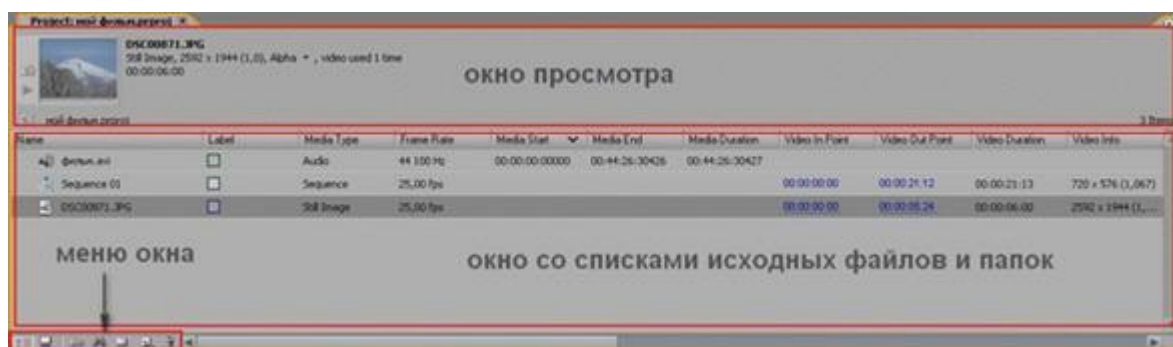 Project: мой фильм.prproj ×
DSC00871.JPG
Still Image, 2592 x 1944 (1,0), Alpha , video used 1 time
00:00:06:00
окно просмотра
мой фильм.prproj
3 Items
Name Label Media Type Frame Rate Media Start Media End Media Duration Video In Point Video Out Point Video Duration Video Info
фильм.avi Audio 44 100 Hz 00:00:00:00000 00:44:26:30426 00:44:26:30427
Sequence 01 Sequence 25,00 fps 00:00:00:00 00:00:21:12 00:00:21:13 720 x 576 (1,067)
DSC00871.JPG Still Image 25,00 fps 00:00:00:00 00:00:05:24 00:00:06:00 2592 x 1944 (1,...
меню окна
окно со списками исходных файлов и папок